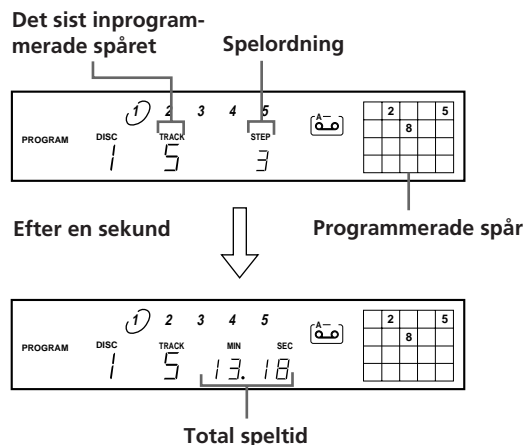 Det sist inprogram-
merade spåret
Spelordning
1 2 3 4 5
A
2 5
8
PROGRAM DISC TRACK STEP
1 5 3
Efter en sekund
Programmerade spår
1 2 3 4 5
A
2 5
8
PROGRAM DISC TRACK MIN SEC
1 5 13.18
Total speltid